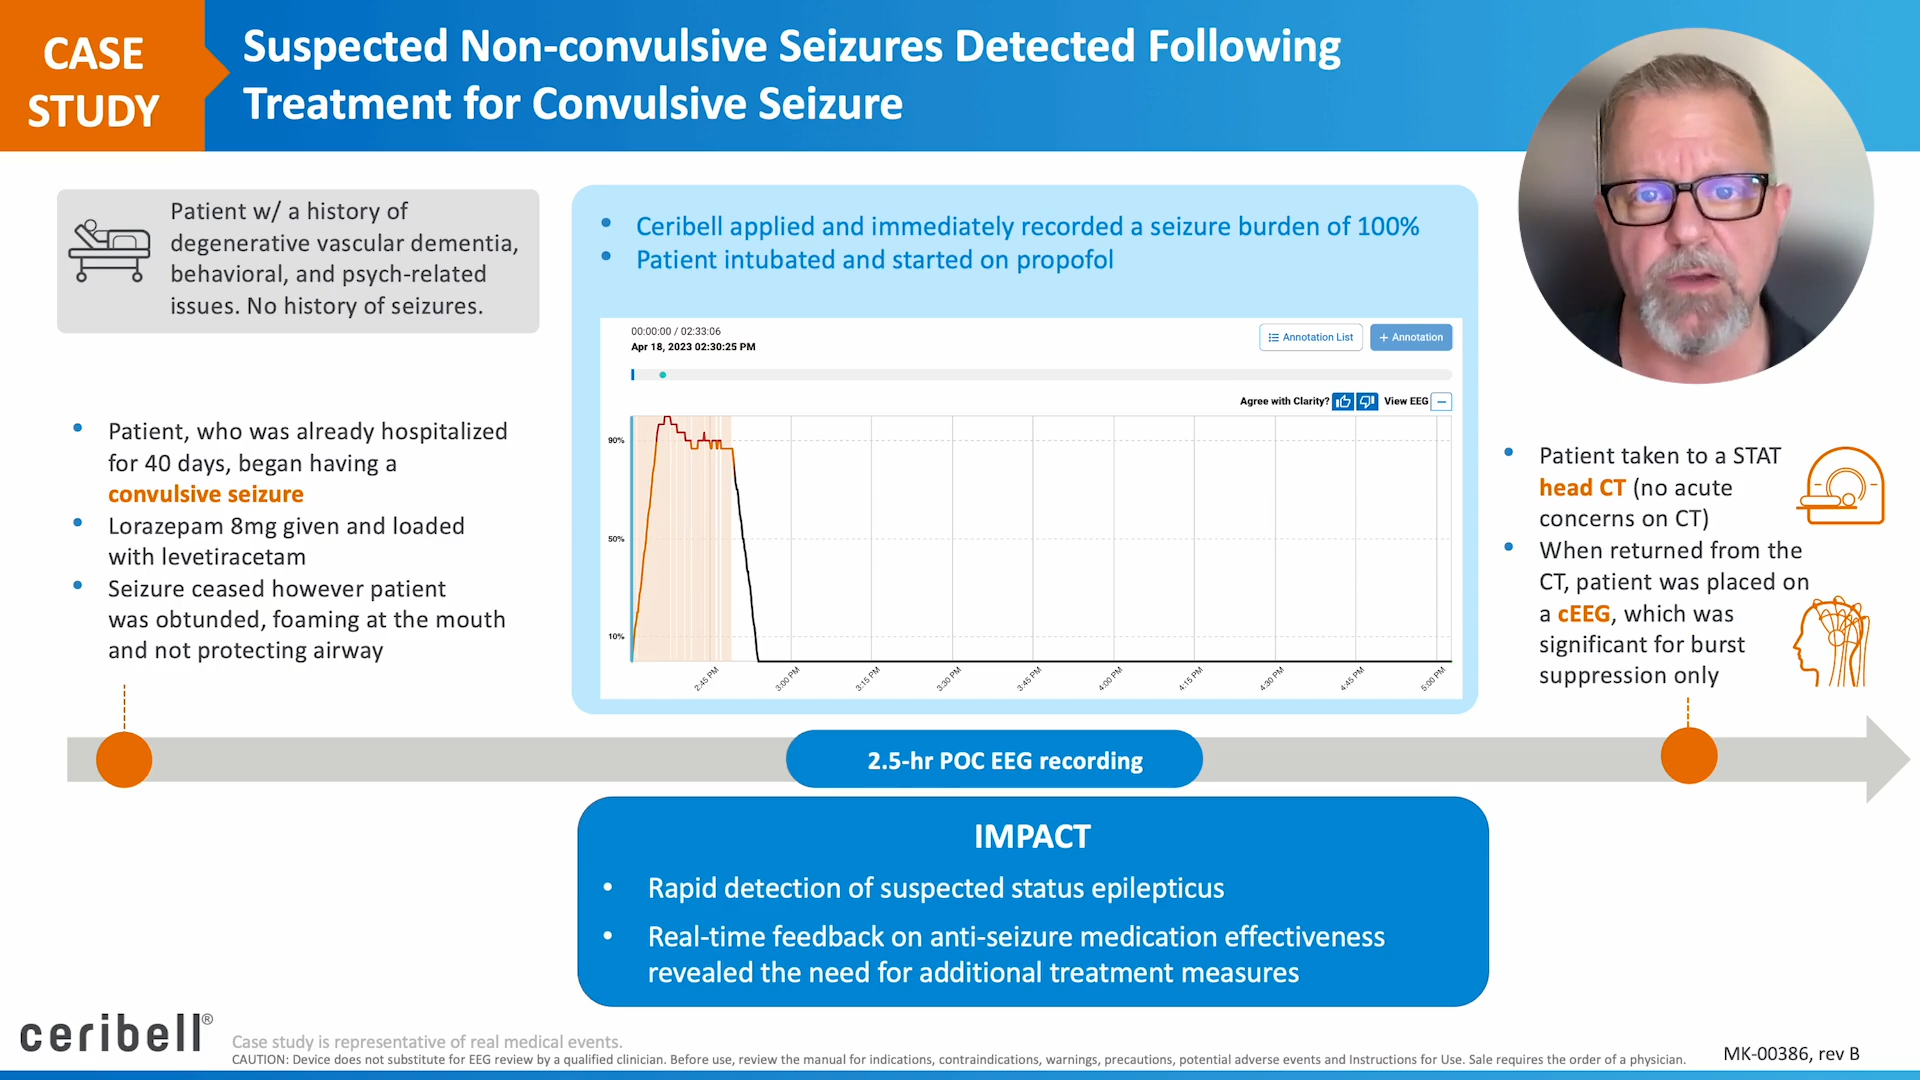 CASE
STUDY
Suspected Non-convulsive Seizures Detected Following
Treatment for Convulsive Seizure
Patient w/ a history of
degenerative vascular dementia,
behavioral, and psych-related
issues. No history of seizures.
• Patient, who was already hospitalized
for 40 days, began having a
convulsive seizure
• Lorazepam 8mg given and loaded
with levetiracetam
• Seizure ceased however patient
was obtunded, foaming at the mouth
and not protecting airway
• Ceribell applied and immediately recorded a seizure burden of 100%
• Patient intubated and started on propofol
00:00:00 / 02:33:06
Apr 18, 2023 02:30:25 PM
Annotation List
+ Annotation
Agree with Clarity?
View EEG
90%
50%
10%
2:45 PM
3:00 PM
3:15 PM
3:30 PM
3:45 PM
4:00 PM
4:15 PM
4:30 PM
4:45 PM
5:00 PM
• Patient taken to a STAT
head CT (no acute
concerns on CT)
• When returned from the
CT, patient was placed on
a cEEG, which was
significant for burst
suppression only
2.5-hr POC EEG recording
IMPACT
• Rapid detection of suspected status epilepticus
• Real-time feedback on anti-seizure medication effectiveness
revealed the need for additional treatment measures
ceribell®
Case study is representative of real medical events.
CAUTION: Device does not substitute for EEG review by a qualified clinician. Before use, review the manual for indications, contraindications, warnings, precautions, potential adverse events and Instructions for Use. Sale requires the order of a physician.
MK-00386, rev B